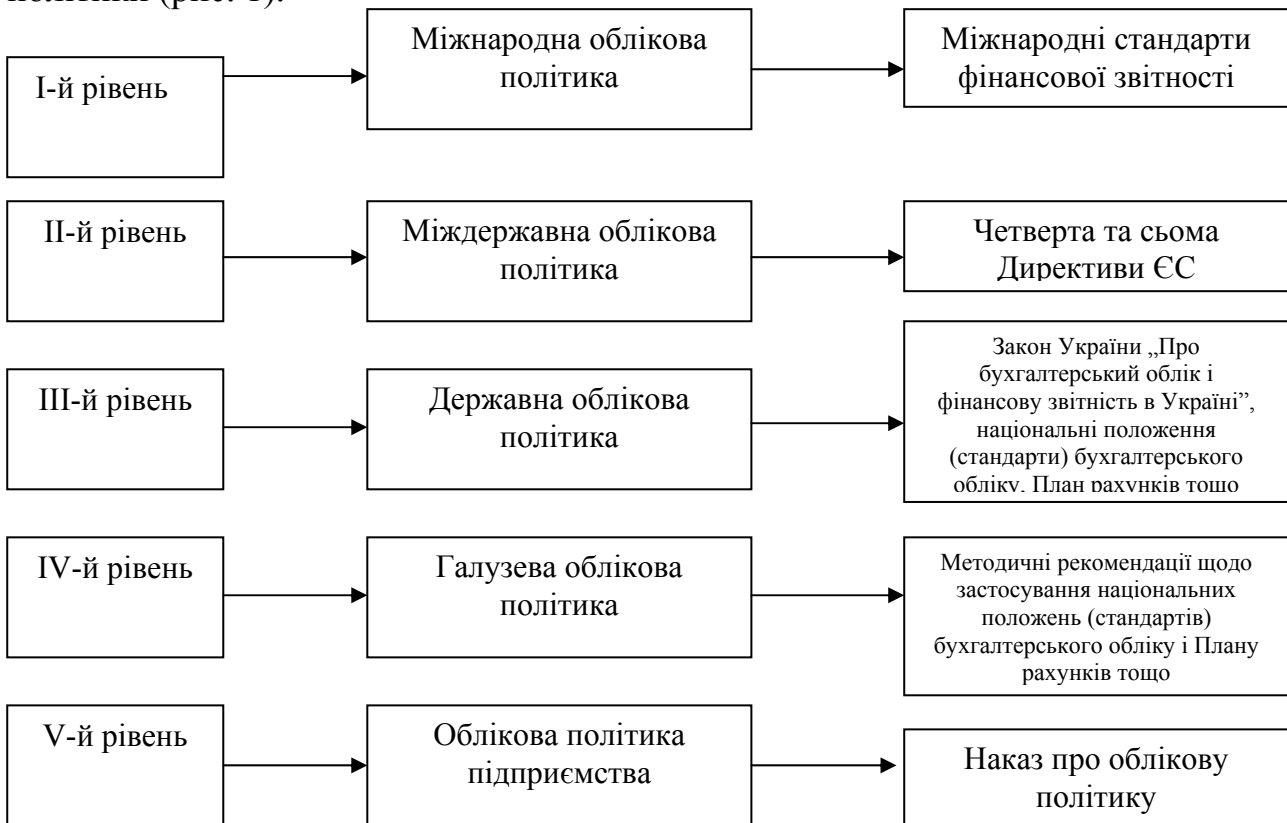 політики (рис. 1).
І-й рівень
Міжнародна облікова
політика
Міжнародні стандарти
фінансової звітності
ІІ-й рівень
Міждержавна облікова
політика
Четверта та сьома
Директиви ЄС
ІІІ-й рівень
Державна облікова
політика
Закон України „Про
бухгалтерський облік і
фінансову звітність в Україні”,
національні положення
(стандарти) бухгалтерського
обліку, План рахунків тощо
IV-й рівень
Галузева облікова
політика
Методичні рекомендації щодо
застосування національних
положень (стандартів)
бухгалтерського обліку і Плану
рахунків тощо
V-й рівень
Облікова політика
підприємства
Наказ про облікову
політику